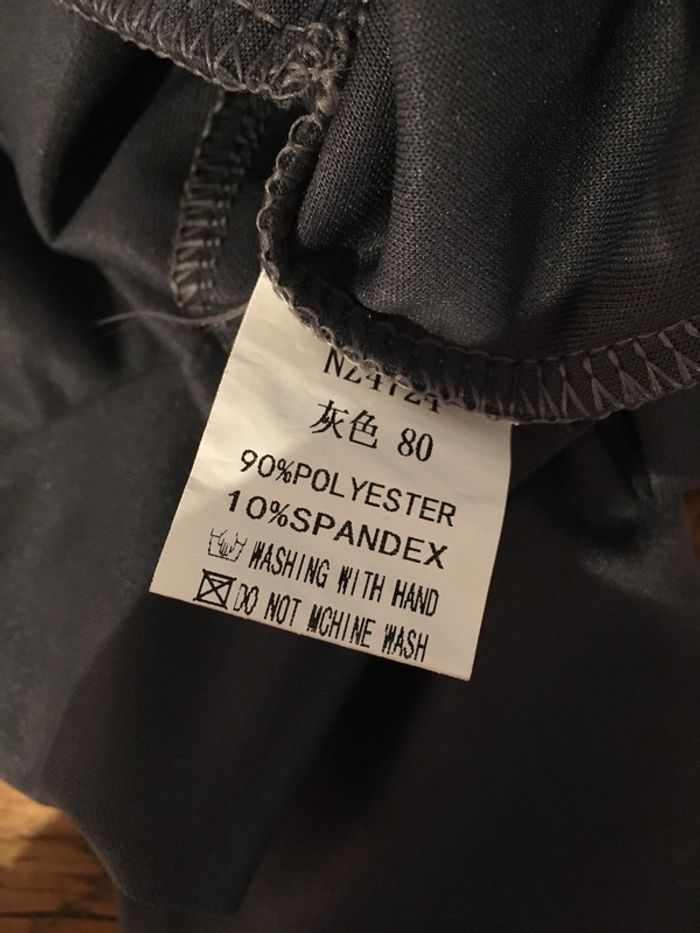 NZ4724
灰色 80
90%POLYESTER
10%SPANDEX
WASHING WITH HAND
DO NOT MCHINE WASH